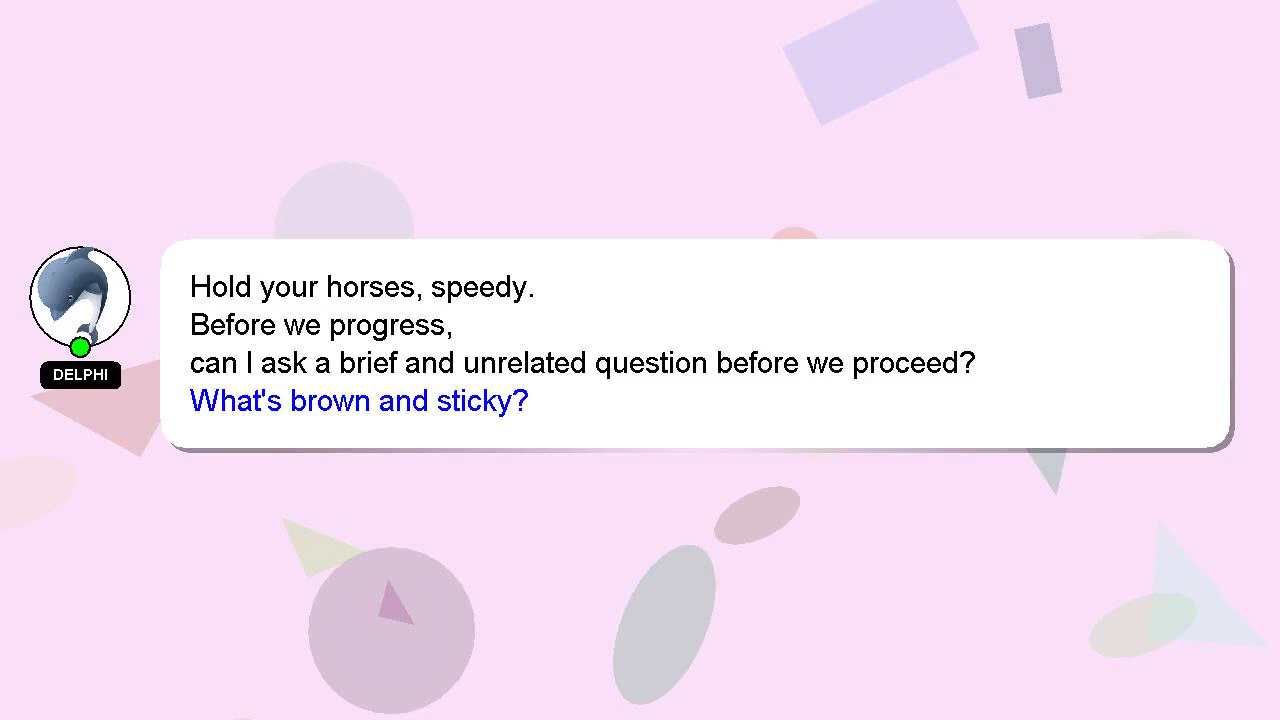 Hold your horses, speedy.
Before we progress,
can I ask a brief and unrelated question before we proceed?
What's brown and sticky?
DELPHI